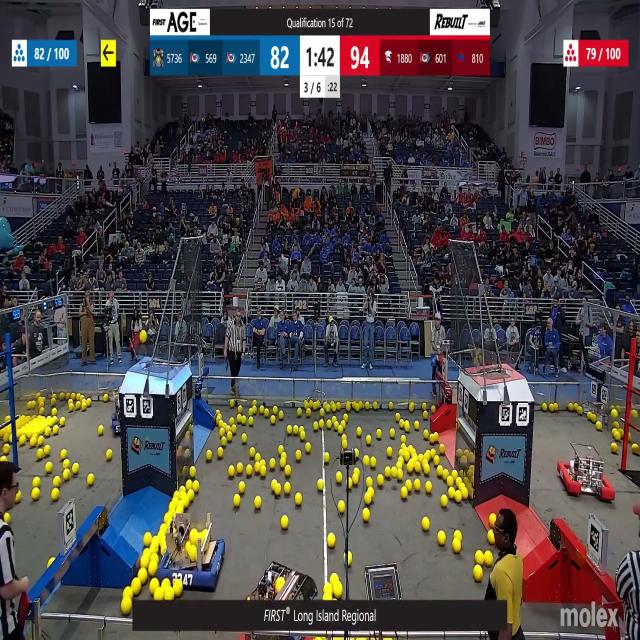 FIRST AGE
Qualification 15 of 72
REBUILT
82 / 100
5736 569 2347 82 1:42 94 1880 601 810
79 / 100
3 / 6 :22
BIMBO
REBUILT
REBUILT
2347
FIRST® Long Island Regional
molex